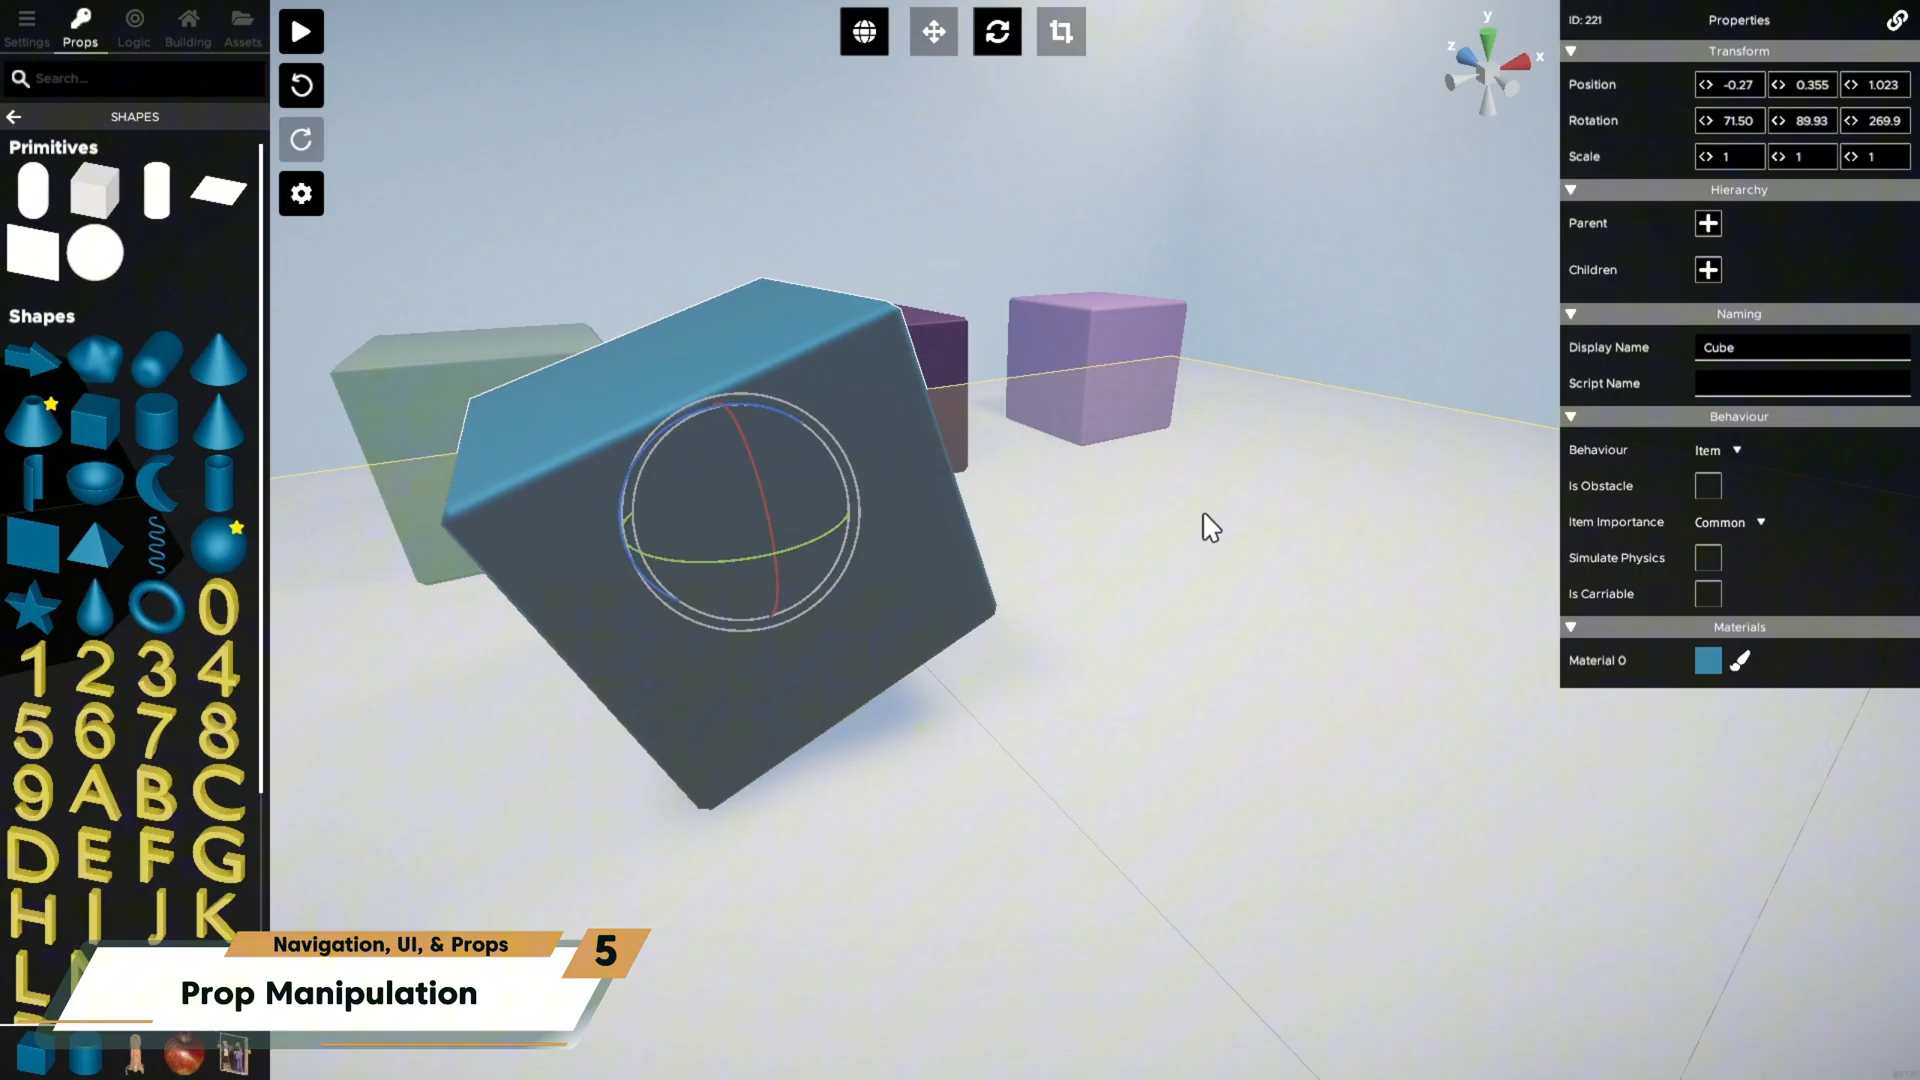 Settings
Props
Logic
Building
Assets
Search...
SHAPES
Primitives
Shapes
0
1 2 3 4
5 6 7 8
9 A B C
D E F G
H I J K
L
Navigation, UI, & Props
5
Prop Manipulation
y
z
x
ID: 221
Properties
Transform
Position -0.27 0.355 1.023
Rotation 71.50 89.93 269.9
Scale 1 1 1
Hierarchy
Parent
Children
Naming
Display Name Cube
Script Name
Behaviour
Behaviour Item
Is Obstacle
Item Importance Common
Simulate Physics
Is Carriable
Materials
Material 0